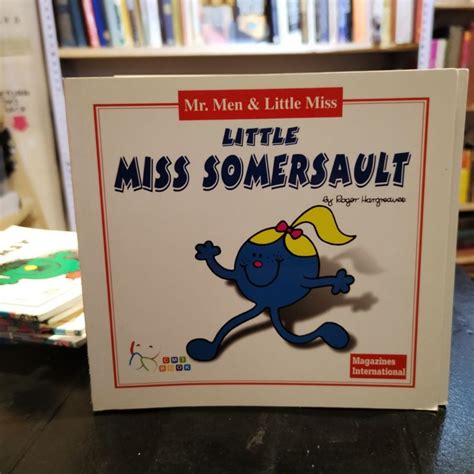 Mr. Men & Little Miss
LITTLE
MISS SOMERSAULT
by Roger Hargreaves
Magazines
International